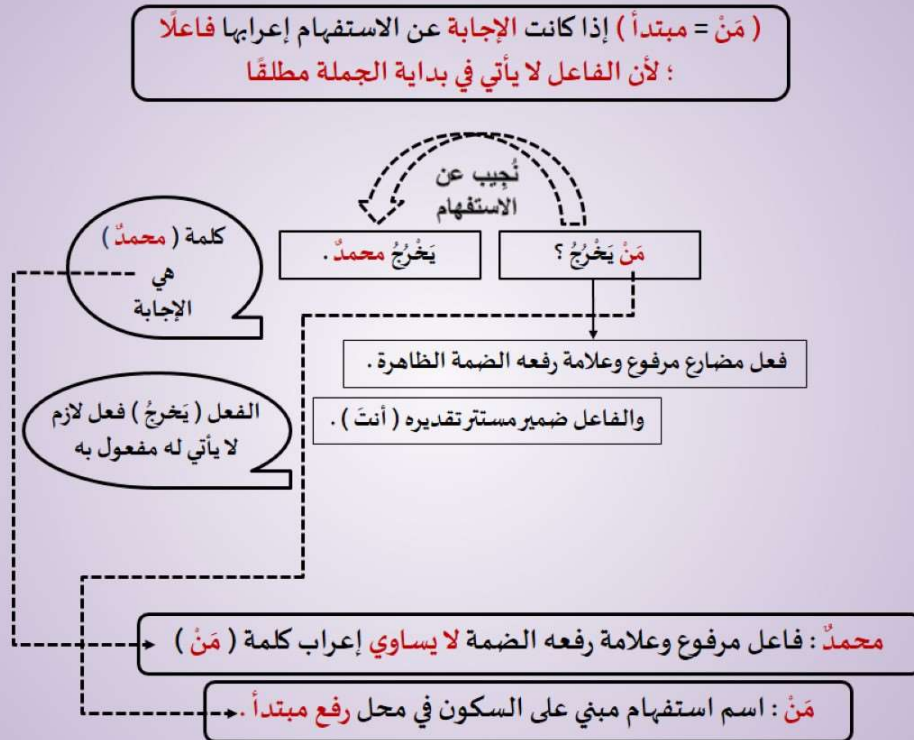 ( مَنْ = مبتدأ ) إذا كانت الإجابة عن الاستفهام إعرابها فاعلًا
؛ لأن الفاعل لا يأتي في بداية الجملة مطلقًا
نُجِيب عن
الاستفهام
مَنْ يَخْرُجُ ؟
يَخْرُجُ محمدٌ .
كلمة ( محمدٌ )
هي
الإجابة
فعل مضارع مرفوع وعلامة رفعه الضمة الظاهرة .
والفاعل ضمير مستتر تقديره ( أنتَ ) .
الفعل ( يَخرجُ ) فعل لازم
لا يأتي له مفعول به
محمدٌ : فاعل مرفوع وعلامة رفعه الضمة لا يساوي إعراب كلمة ( مَنْ )
مَنْ : اسم استفهام مبني على السكون في محل رفع مبتدأ .